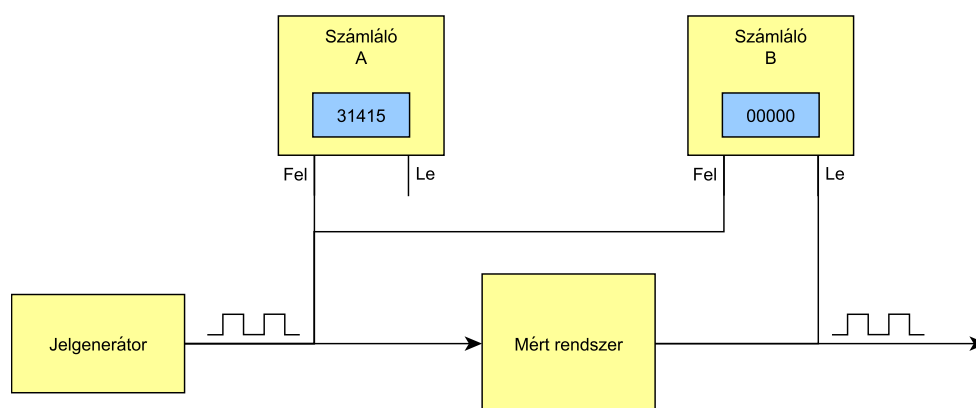 Számláló
A
31415
Fel
Le
Számláló
B
00000
Fel
Le
Jelgenerátor
Mért rendszer